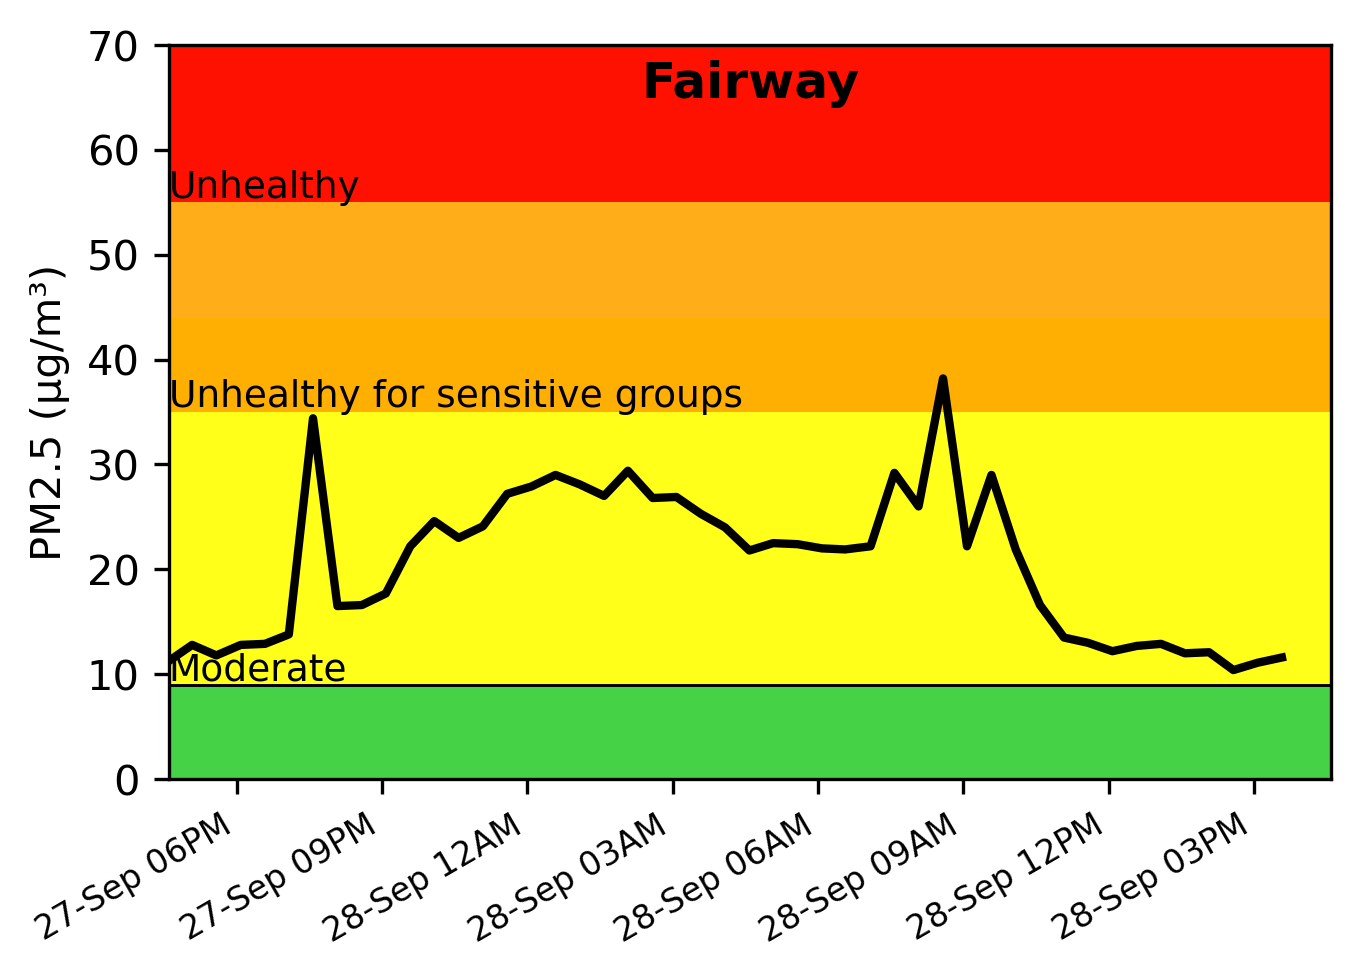 Fairway
70
60
50
40
30
20
10
0
PM2.5 (µg/m³)
Unhealthy
Unhealthy for sensitive groups
Moderate
27-Sep 06PM
27-Sep 09PM
28-Sep 12AM
28-Sep 03AM
28-Sep 06AM
28-Sep 09AM
28-Sep 12PM
28-Sep 03PM